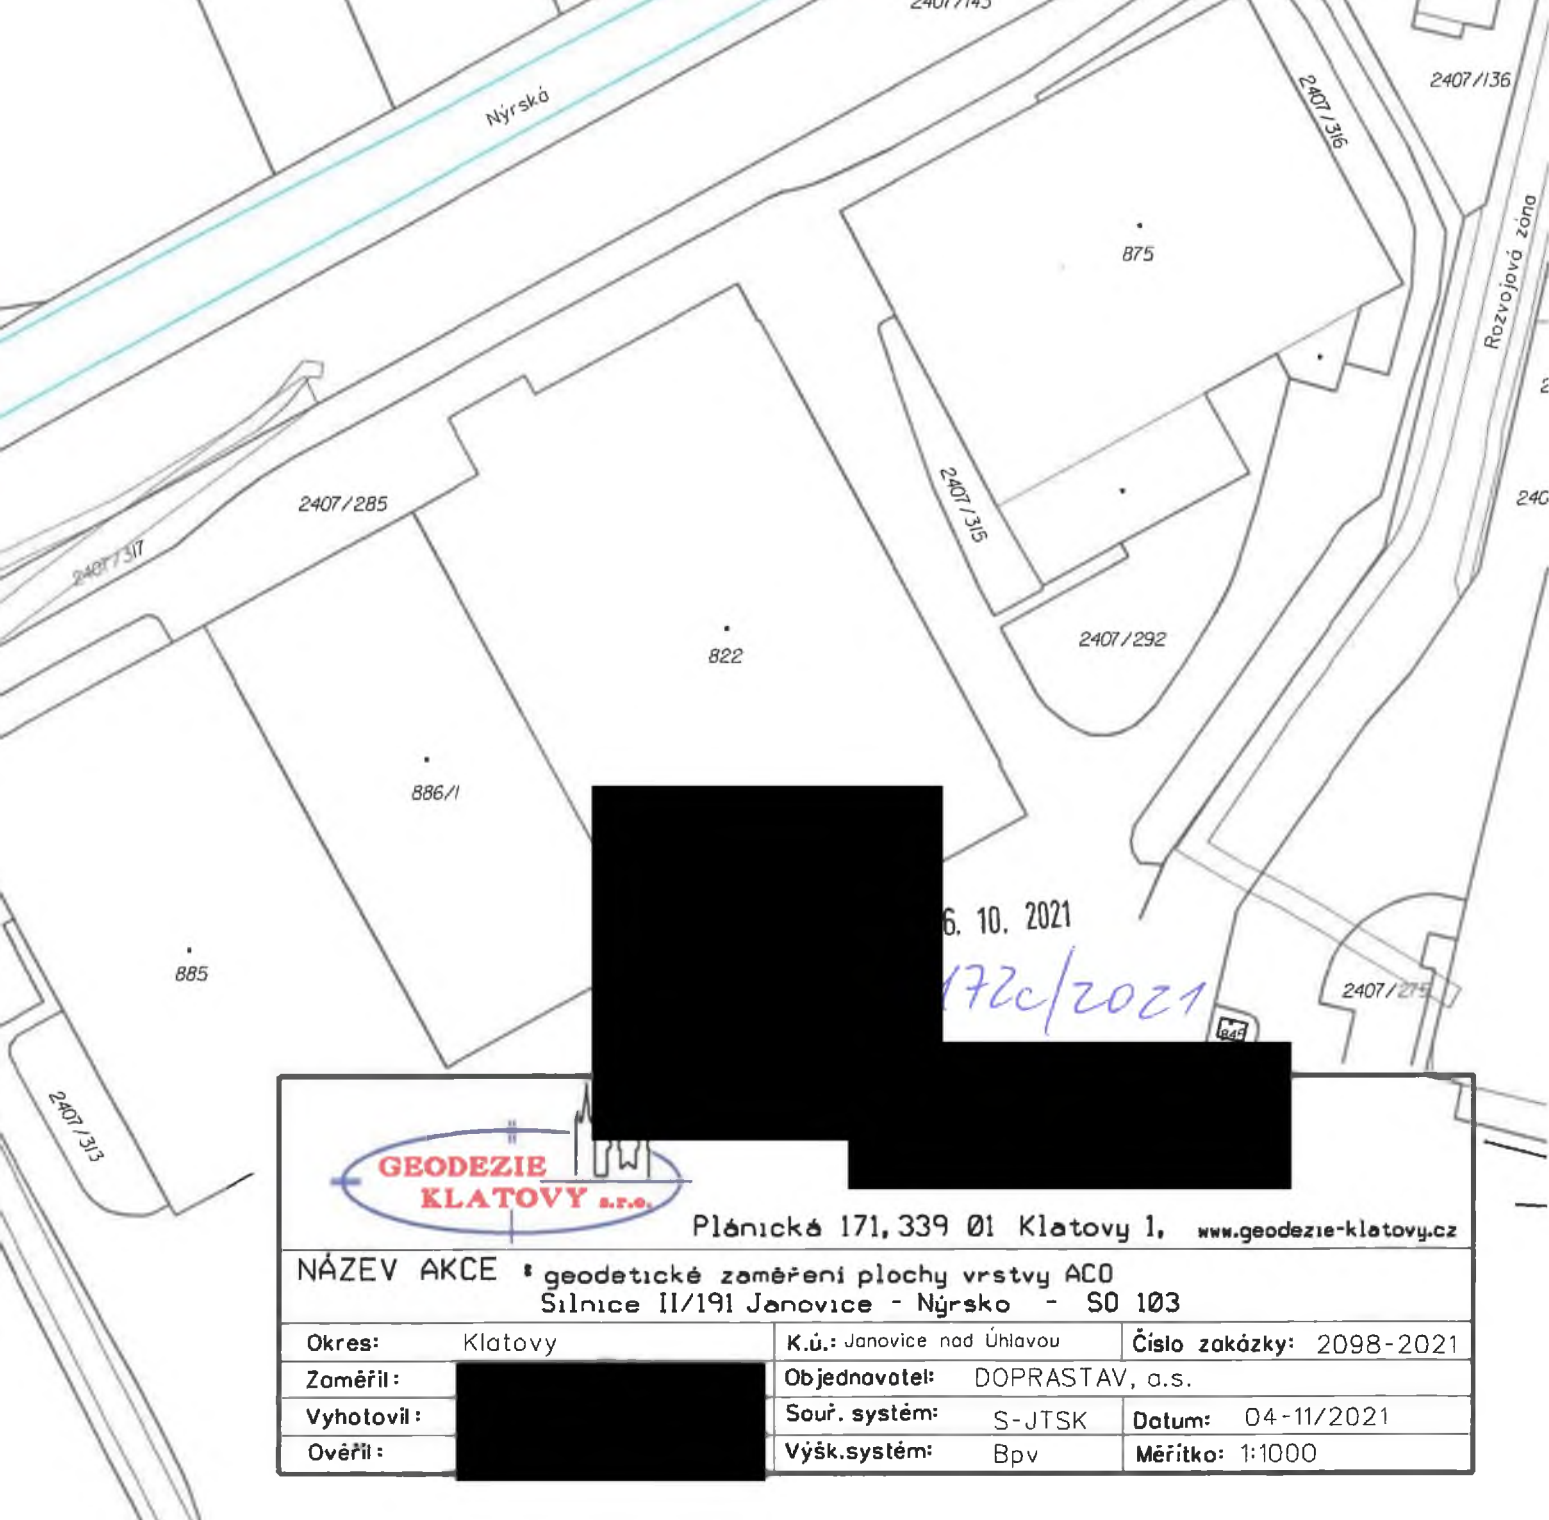 2407/145
Nýrská
2407/136
2407/316
Rozvojová zóna
875
2407/315
2407/285
2407/317
2407/292
822
886/1
885
6. 10. 2021
172c/2021
2407/275
2407/313
GEODEZIE
KLATOVY s.r.o.
Plánická 171, 339 01 Klatovy 1, www.geodezie-klatovy.cz
NÁZEV AKCE : geodetické zaměření plochy vrstvy ACO
Silnice II/191 Janovice - Nýrsko - SO 103
Okres: Klatovy K.ú.: Janovice nad Úhlavou Číslo zakázky: 2098-2021
Zaměřil: Objednavatel: DOPRASTAV, a.s.
Vyhotovil: Souř. systém: S-JTSK Datum: 04-11/2021
Ověřil: Výšk.systém: Bpv Měřítko: 1:1000